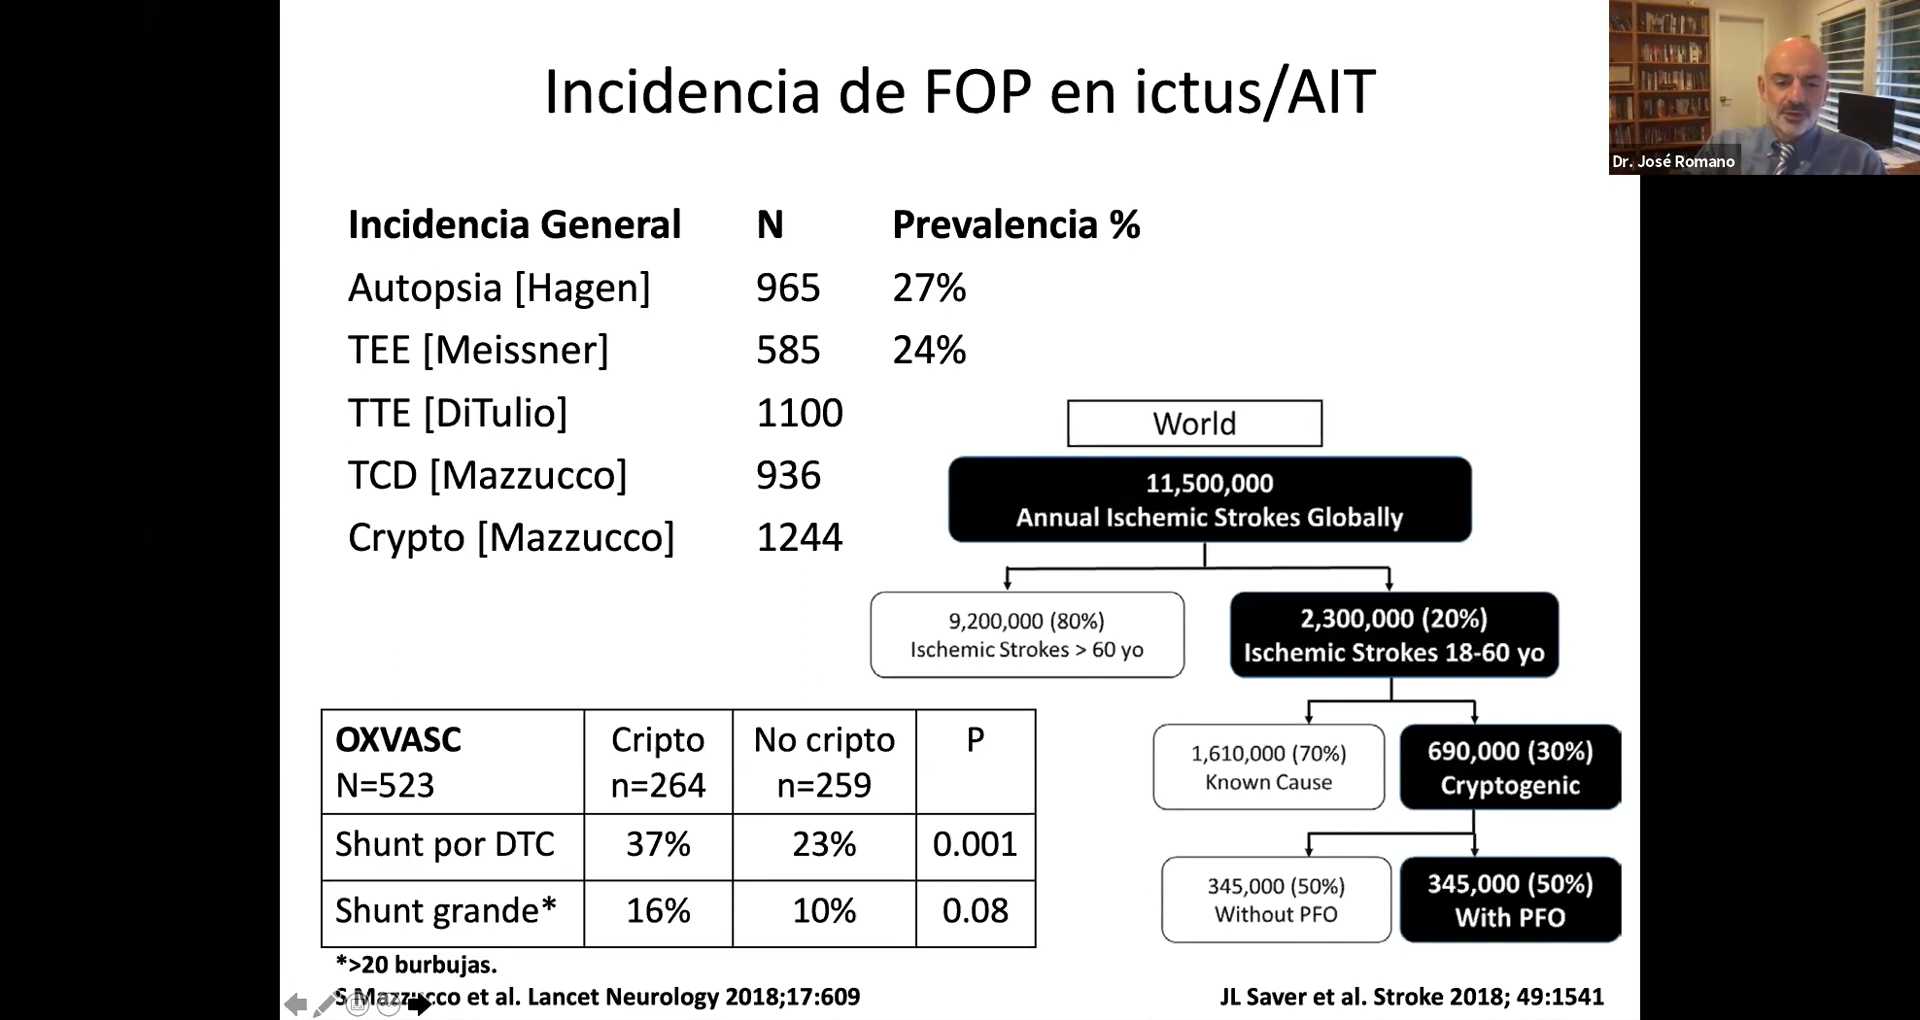 Incidencia de FOP en ictus/AIT
Dr. José Romano
Incidencia General N Prevalencia %
Autopsia [Hagen] 965 27%
TEE [Meissner] 585 24%
TTE [DiTulio] 1100
TCD [Mazzucco] 936
Crypto [Mazzucco] 1244
World
11,500,000
Annual Ischemic Strokes Globally
9,200,000 (80%)
Ischemic Strokes > 60 yo
2,300,000 (20%)
Ischemic Strokes 18-60 yo
1,610,000 (70%)
Known Cause
690,000 (30%)
Cryptogenic
345,000 (50%)
Without PFO
345,000 (50%)
With PFO
OXVASC Cripto No cripto P
N=523 n=264 n=259
Shunt por DTC 37% 23% 0.001
Shunt grande* 16% 10% 0.08
*>20 burbujas.
S Mazzucco et al. Lancet Neurology 2018;17:609
JL Saver et al. Stroke 2018; 49:1541